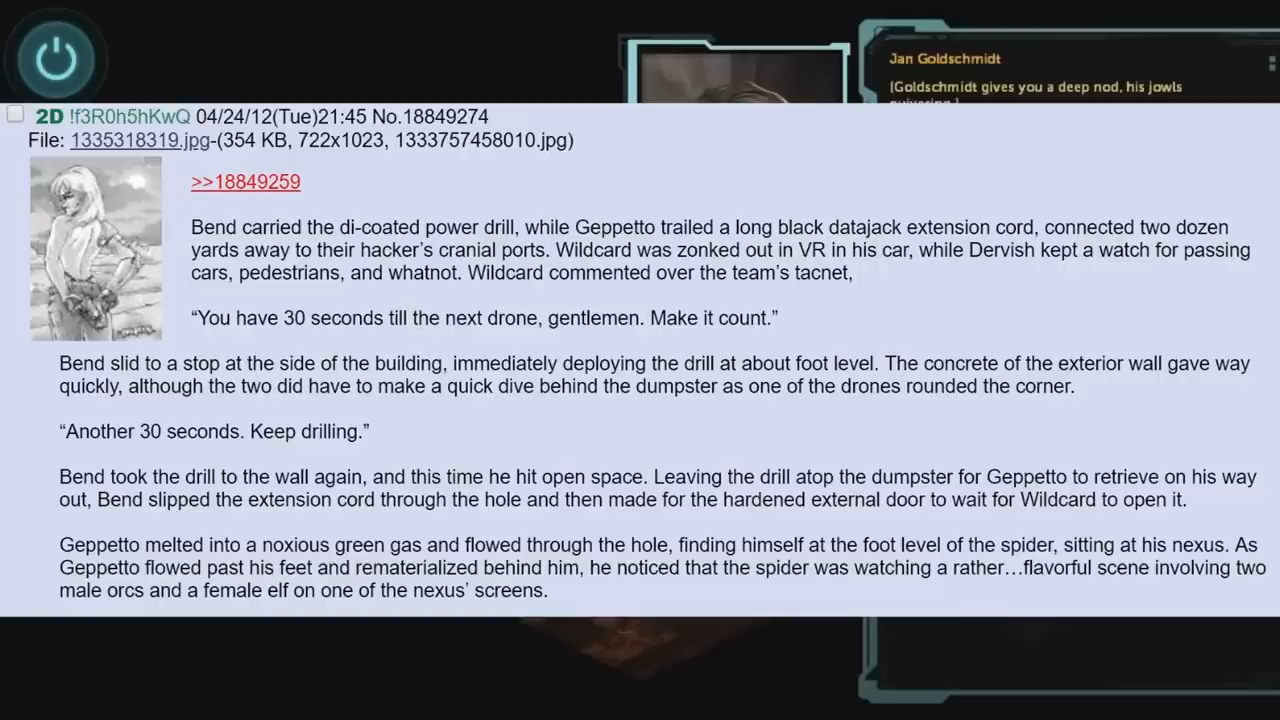 Jan Goldschmidt
[Goldschmidt gives you a deep nod, his jowls
quivering.]
2D !f3R0h5hKwQ 04/24/12(Tue)21:45 No.18849274
File: 1335318319.jpg-(354 KB, 722x1023, 1333757458010.jpg)
>>18849259
Bend carried the di-coated power drill, while Geppetto trailed a long black datajack extension cord, connected two dozen
yards away to their hacker’s cranial ports. Wildcard was zonked out in VR in his car, while Dervish kept a watch for passing
cars, pedestrians, and whatnot. Wildcard commented over the team’s tacnet,
“You have 30 seconds till the next drone, gentlemen. Make it count.”
Bend slid to a stop at the side of the building, immediately deploying the drill at about foot level. The concrete of the exterior wall gave way
quickly, although the two did have to make a quick dive behind the dumpster as one of the drones rounded the corner.
“Another 30 seconds. Keep drilling.”
Bend took the drill to the wall again, and this time he hit open space. Leaving the drill atop the dumpster for Geppetto to retrieve on his way
out, Bend slipped the extension cord through the hole and then made for the hardened external door to wait for Wildcard to open it.
Geppetto melted into a noxious green gas and flowed through the hole, finding himself at the foot level of the spider, sitting at his nexus. As
Geppetto flowed past his feet and rematerialized behind him, he noticed that the spider was watching a rather…flavorful scene involving two
male orcs and a female elf on one of the nexus’ screens.